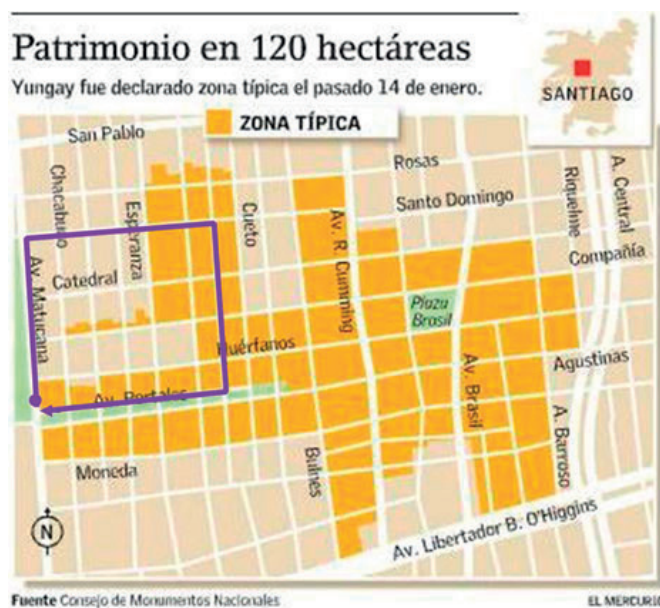 Patrimonio en 120 hectáreas
Yungay fue declarado zona típica el pasado 14 de enero.
SANTIAGO
ZONA TÍPICA
San Pablo
Chacabuco
Esperanza
Cueto
Rosas
Santo Domingo
Riquelme
A. Central
Compañía
Av. Matucana
Catedral
Av. R. Cumming
Plaza
Brasil
Huérfanos
Agustinas
Av. Portales
Av. Brasil
A. Barroso
Moneda
Bulnes
Av. Libertador B. O'Higgins
N
Fuente Consejo de Monumentos Nacionales
EL MERCURIO